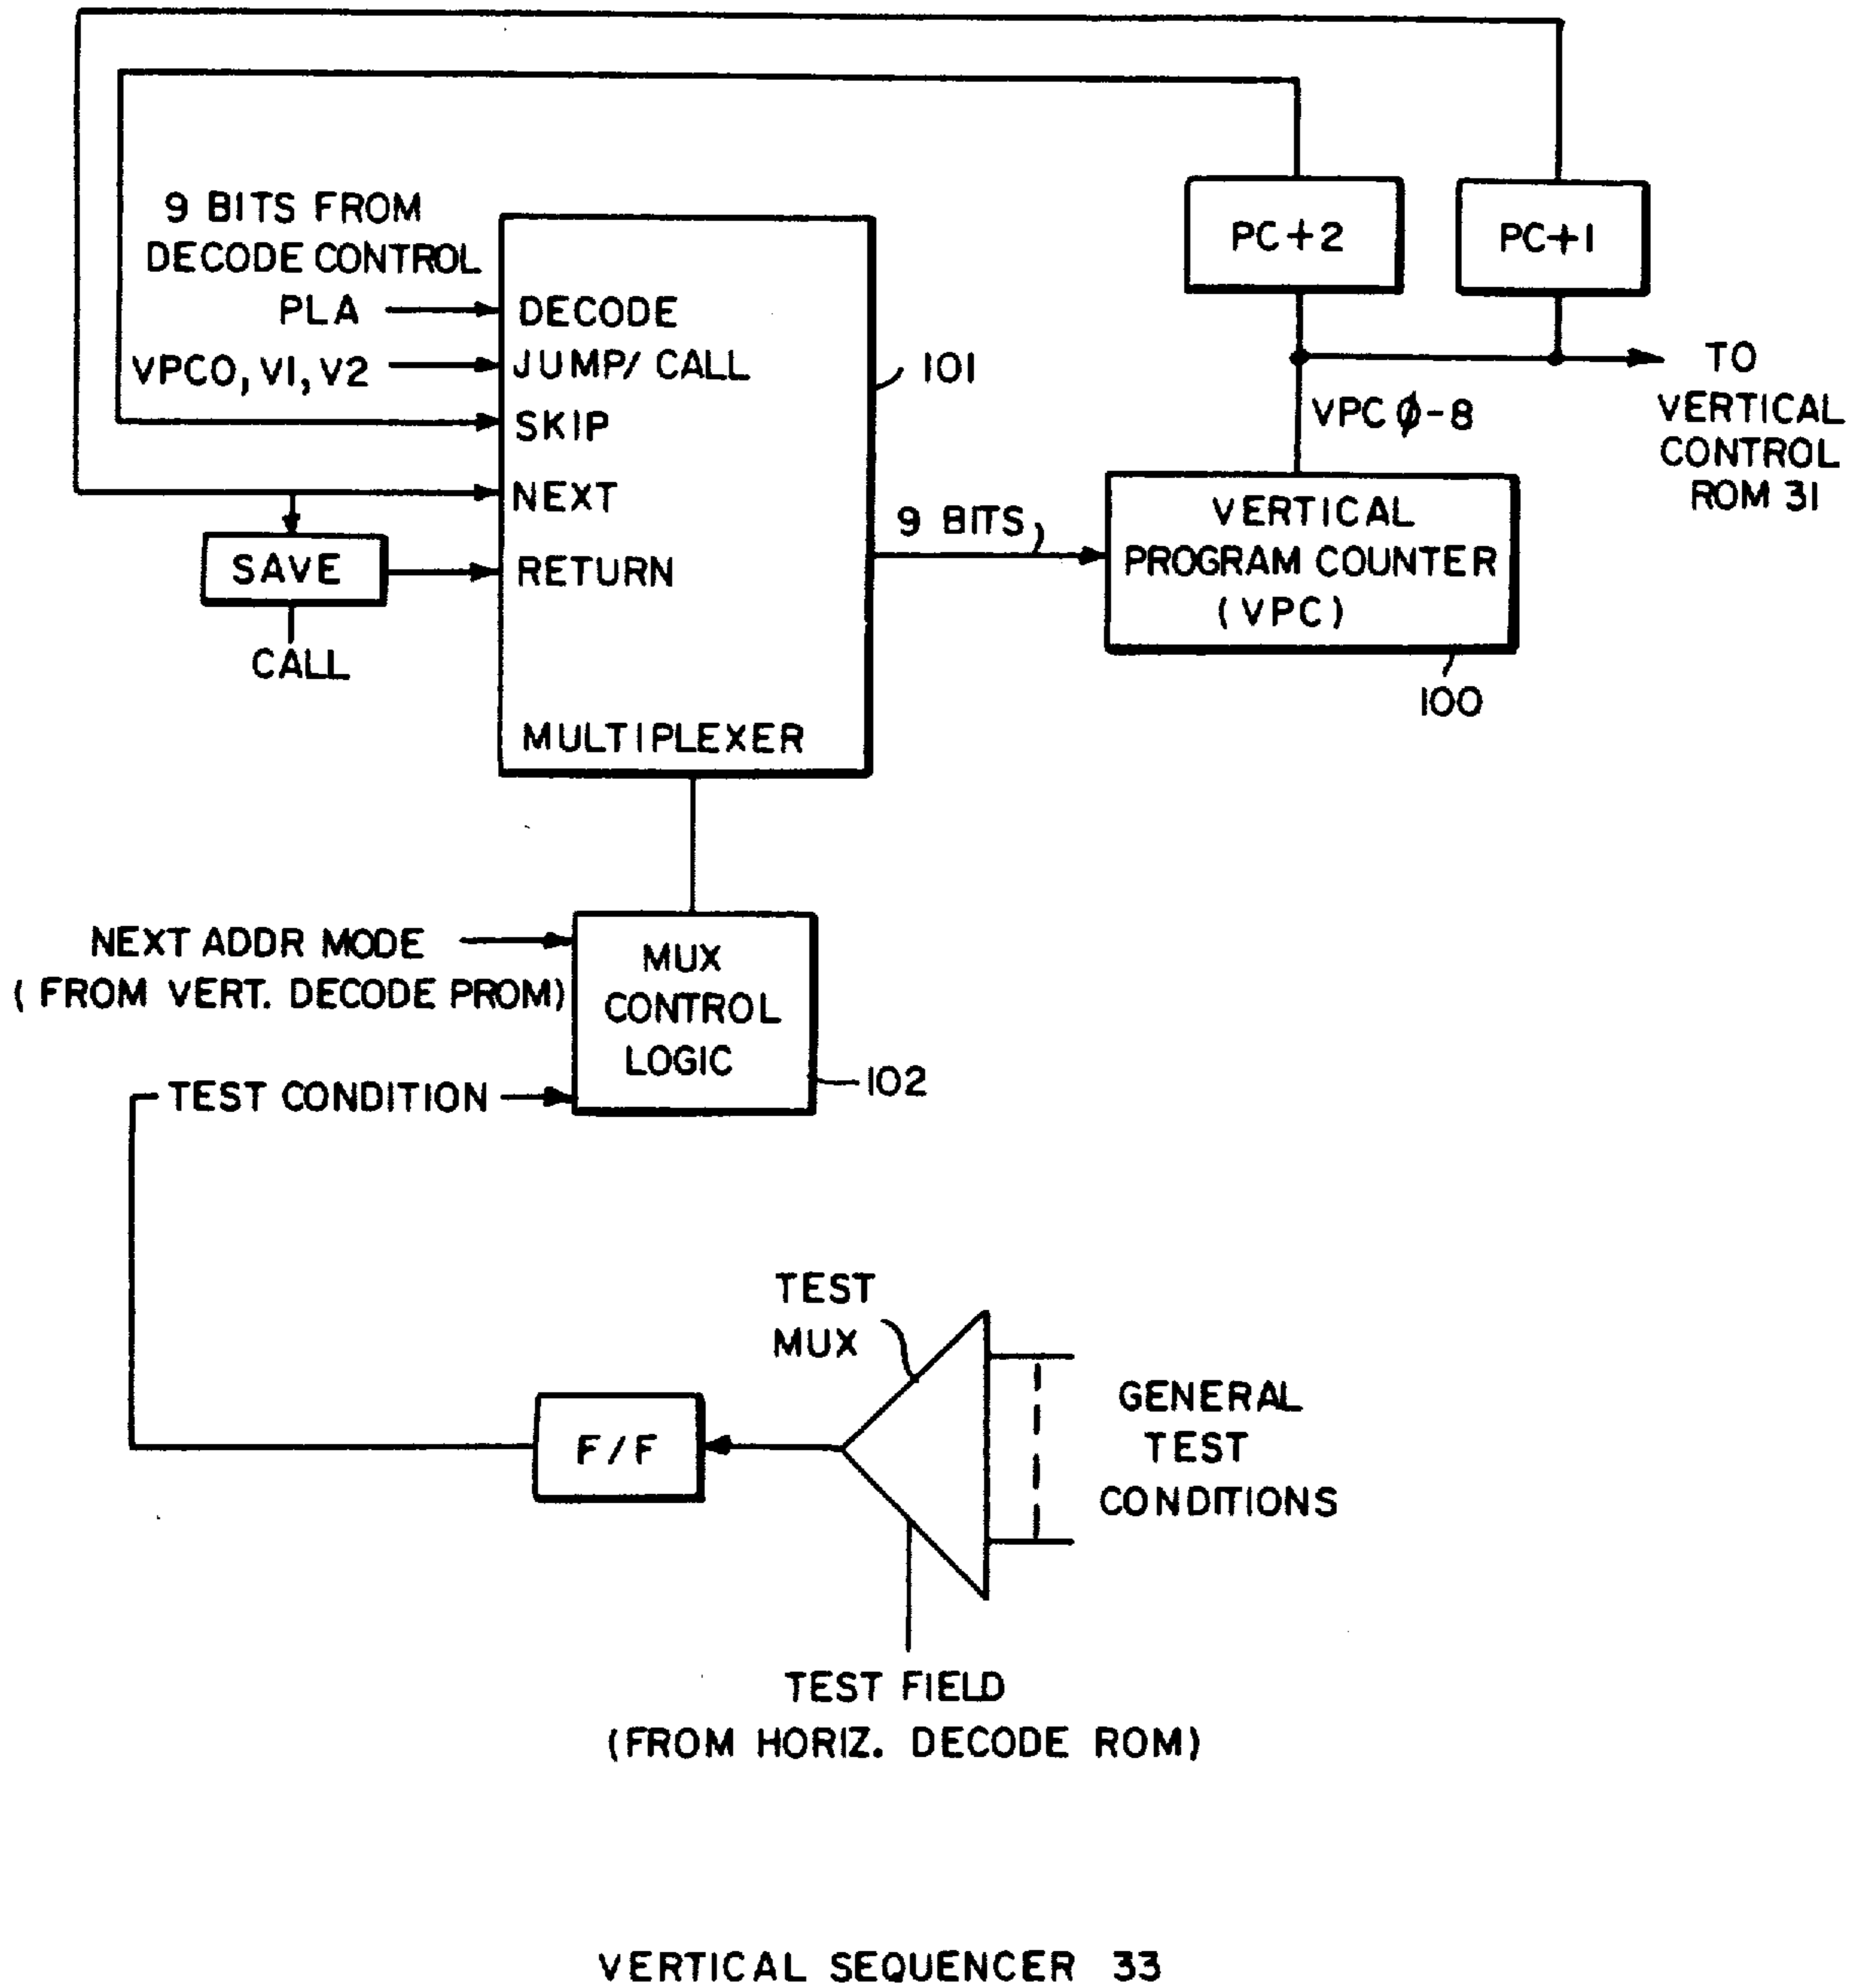 9 BITS FROM
DECODE CONTROL
PLA
VPC0, V1, V2
DECODE
JUMP/ CALL
SKIP
NEXT
RETURN
MULTIPLEXER
101
SAVE
CALL
PC+2
PC+1
VPC Ø-8
TO
VERTICAL
CONTROL
ROM 31
9 BITS
VERTICAL
PROGRAM COUNTER
(VPC)
100
NEXT ADDR MODE
(FROM VERT. DECODE PROM)
MUX
CONTROL
LOGIC
102
TEST CONDITION
TEST
MUX
F/F
GENERAL
TEST
CONDITIONS
TEST FIELD
(FROM HORIZ. DECODE ROM)
VERTICAL SEQUENCER 33